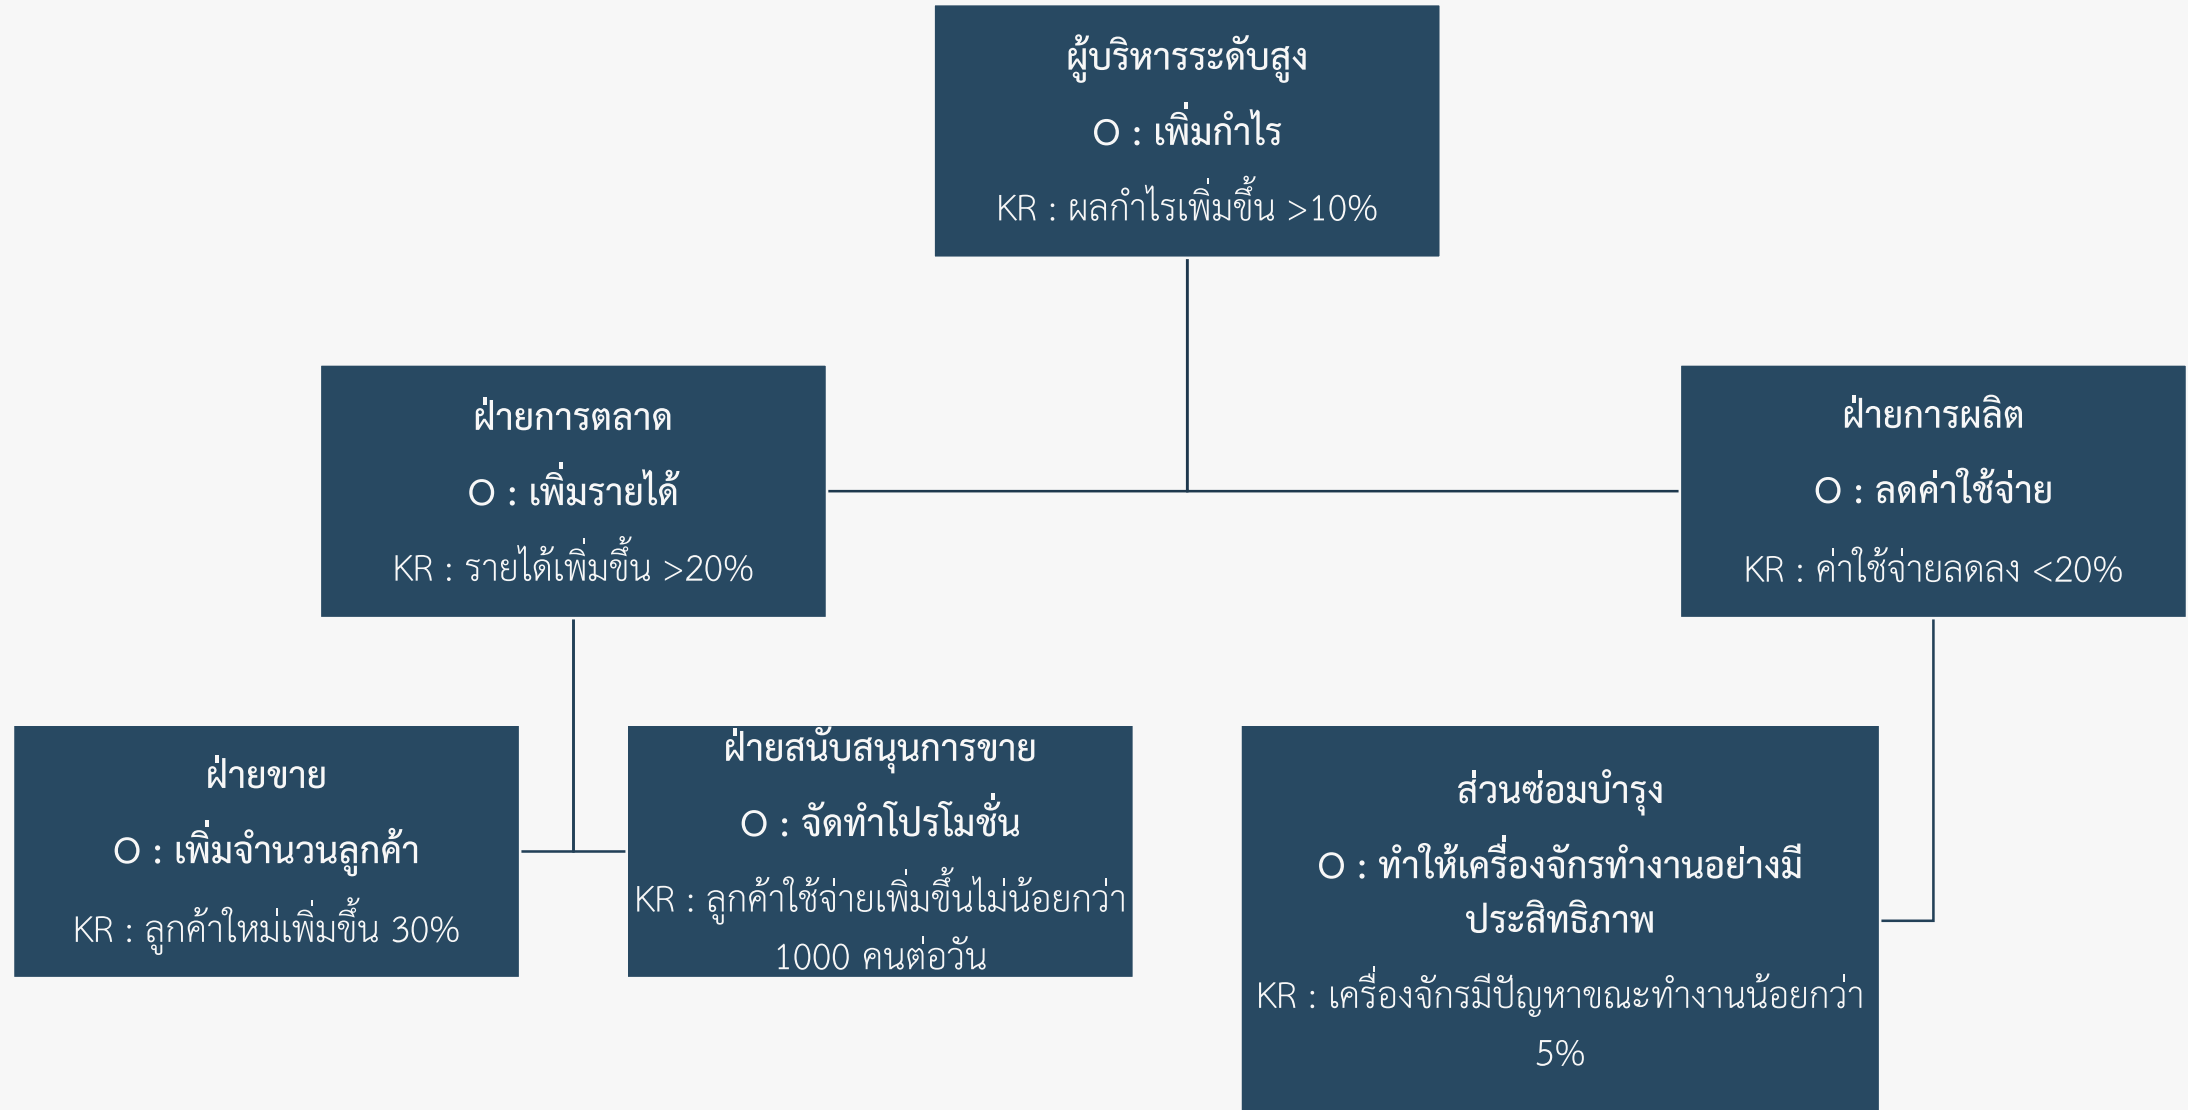 ผู้บริหารระดับสูง
O : เพิ่มกำไร
KR : ผลกำไรเพิ่มขึ้น >10%
ฝ่ายการตลาด
O : เพิ่มรายได้
KR : รายได้เพิ่มขึ้น >20%
ฝ่ายการผลิต
O : ลดค่าใช้จ่าย
KR : ค่าใช้จ่ายลดลง <20%
ฝ่ายขาย
O : เพิ่มจำนวนลูกค้า
KR : ลูกค้าใหม่เพิ่มขึ้น 30%
ฝ่ายสนับสนุนการขาย
O : จัดทำโปรโมชั่น
KR : ลูกค้าใช้จ่ายเพิ่มขึ้นไม่น้อยกว่า
1000 คนต่อวัน
ส่วนซ่อมบำรุง
O : ทำให้เครื่องจักรทำงานอย่างมี
ประสิทธิภาพ
KR : เครื่องจักรมีปัญหาขณะทำงานน้อยกว่า
5%